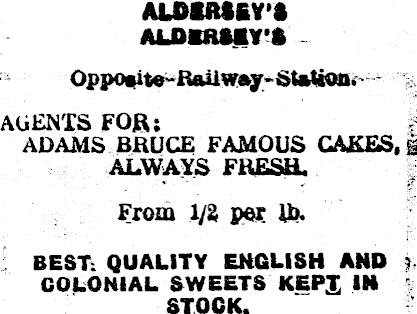 ALDERSEY'S
ALDERSEY'S
Opposite Railway Station.
AGENTS FOR:
ADAMS BRUCE FAMOUS CAKES,
ALWAYS FRESH.
From 1/2 per lb.
BEST QUALITY ENGLISH AND
COLONIAL SWEETS KEPT IN
STOCK.